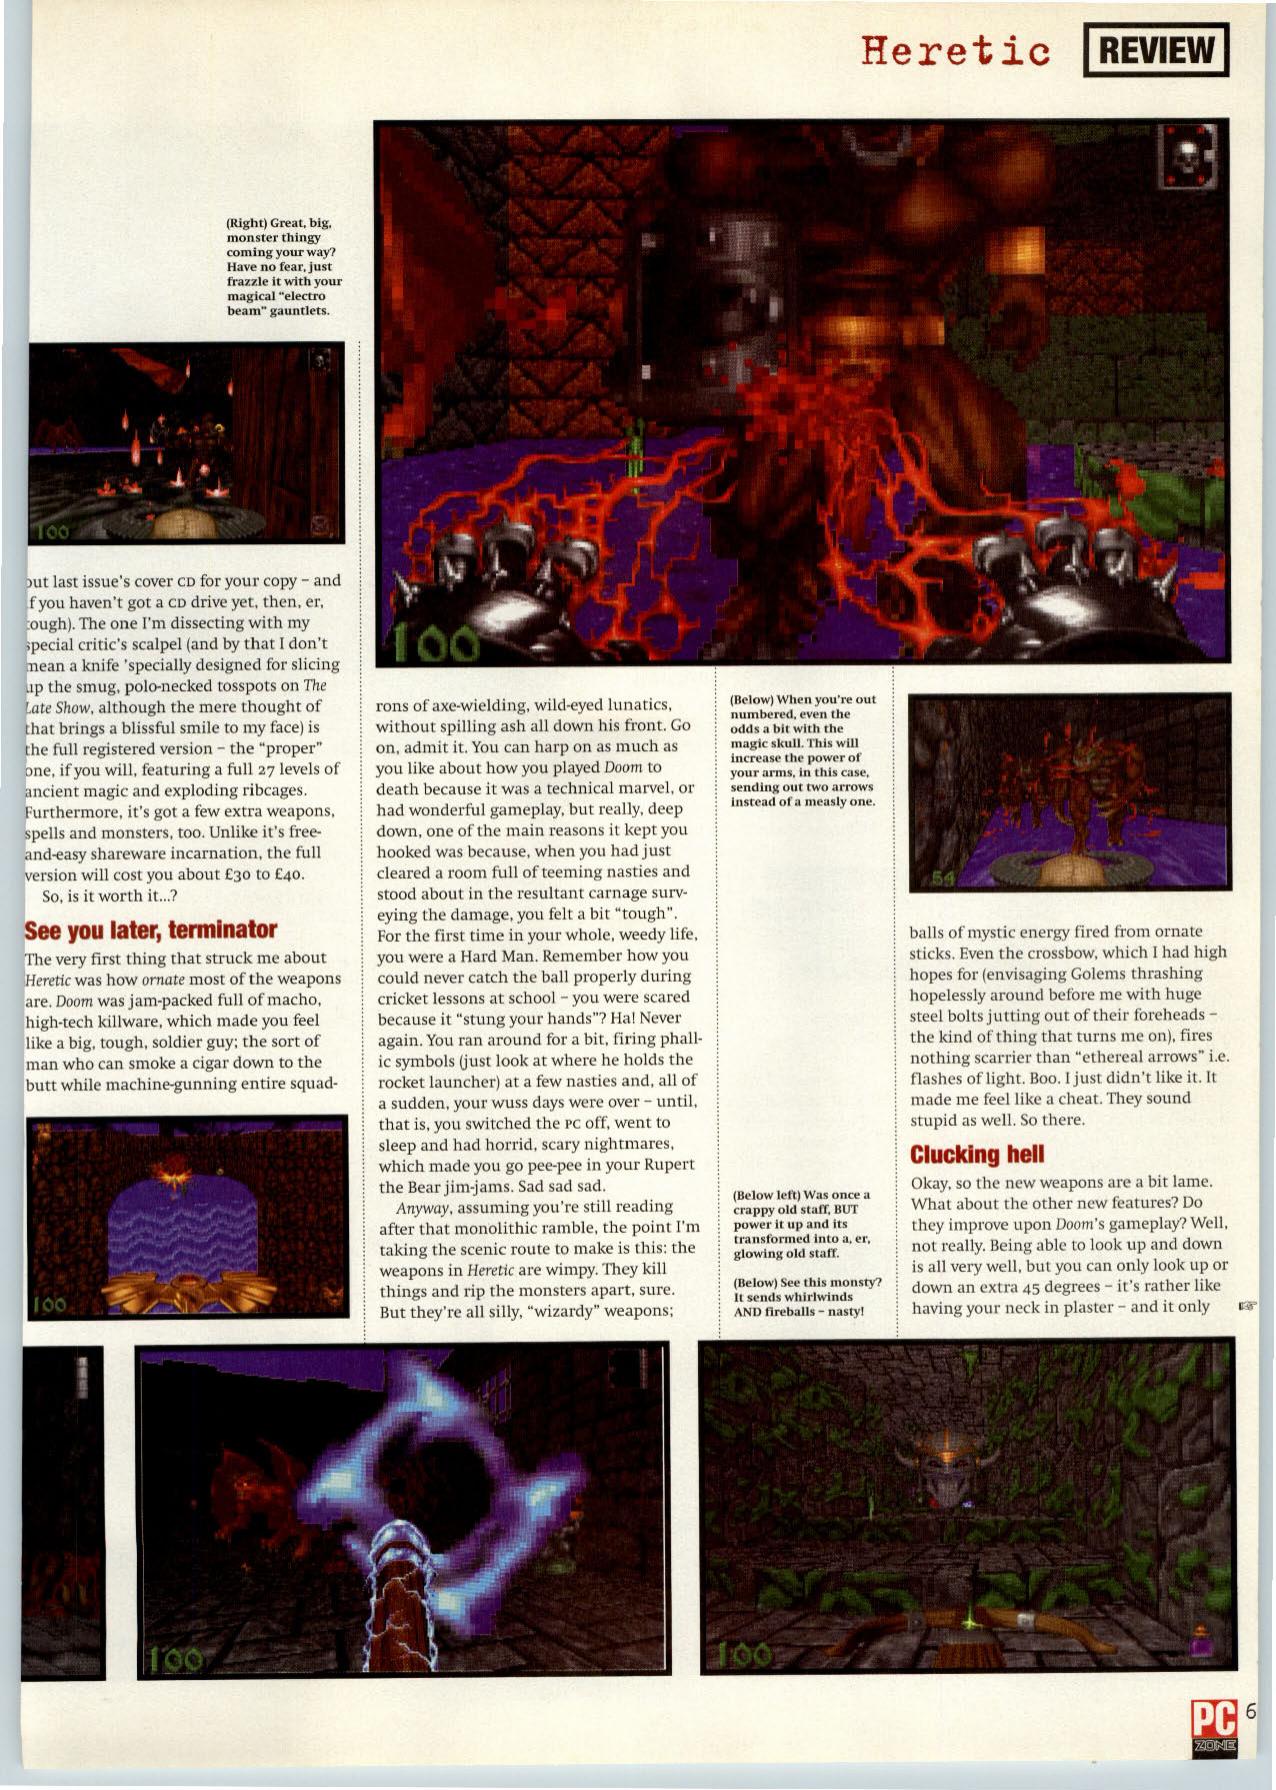 Heretic REVIEW
(Right) Great, big,
monster thingy
coming your way?
Have no fear, just
frazzle it with your
magical "electro
beam" gauntlets.
100
100
out last issue's cover CD for your copy – and
if you haven't got a CD drive yet, then, er,
tough). The one I'm dissecting with my
special critic's scalpel (and by that I don't
mean a knife 'specially designed for slicing
up the smug, polo-necked tosspots on The
Late Show, although the mere thought of
that brings a blissful smile to my face) is
the full registered version – the "proper"
one, if you will, featuring a full 27 levels of
ancient magic and exploding ribcages.
Furthermore, it's got a few extra weapons,
spells and monsters, too. Unlike it's free-
and-easy shareware incarnation, the full
version will cost you about £30 to £40.
So, is it worth it...?
See you later, terminator
The very first thing that struck me about
Heretic was how ornate most of the weapons
are. Doom was jam-packed full of macho,
high-tech killware, which made you feel
like a big, tough, soldier guy; the sort of
man who can smoke a cigar down to the
butt while machine-gunning entire squad-
100
rons of axe-wielding, wild-eyed lunatics,
without spilling ash all down his front. Go
on, admit it. You can harp on as much as
you like about how you played Doom to
death because it was a technical marvel, or
had wonderful gameplay, but really, deep
down, one of the main reasons it kept you
hooked was because, when you had just
cleared a room full of teeming nasties and
stood about in the resultant carnage surv-
eying the damage, you felt a bit "tough".
For the first time in your whole, weedy life,
you were a Hard Man. Remember how you
could never catch the ball properly during
cricket lessons at school – you were scared
because it "stung your hands"? Ha! Never
again. You ran around for a bit, firing phall-
ic symbols (just look at where he holds the
rocket launcher) at a few nasties and, all of
a sudden, your wuss days were over – until,
that is, you switched the PC off, went to
sleep and had horrid, scary nightmares,
which made you go pee-pee in your Rupert
the Bear jim-jams. Sad sad sad.
Anyway, assuming you're still reading
after that monolithic ramble, the point I'm
taking the scenic route to make is this: the
weapons in Heretic are wimpy. They kill
things and rip the monsters apart, sure.
But they're all silly, "wizardy" weapons;
(Below) When you're out
numbered, even the
odds a bit with the
magic skull. This will
increase the power of
your arms, in this case,
sending out two arrows
instead of a measly one.
(Below left) Was once a
crappy old staff, BUT
power it up and its
transformed into a, er,
glowing old staff.
(Below) See this monsty?
It sends whirlwinds
AND fireballs – nasty!
54
balls of mystic energy fired from ornate
sticks. Even the crossbow, which I had high
hopes for (envisaging Golems thrashing
hopelessly around before me with huge
steel bolts jutting out of their foreheads –
the kind of thing that turns me on), fires
nothing scarrier than "ethereal arrows" i.e.
flashes of light. Boo. I just didn't like it. It
made me feel like a cheat. They sound
stupid as well. So there.
Clucking hell
Okay, so the new weapons are a bit lame.
What about the other new features? Do
they improve upon Doom's gameplay? Well,
not really. Being able to look up and down
is all very well, but you can only look up or
down an extra 45 degrees – it's rather like
having your neck in plaster – and it only
100
100
PC
ZONE
6